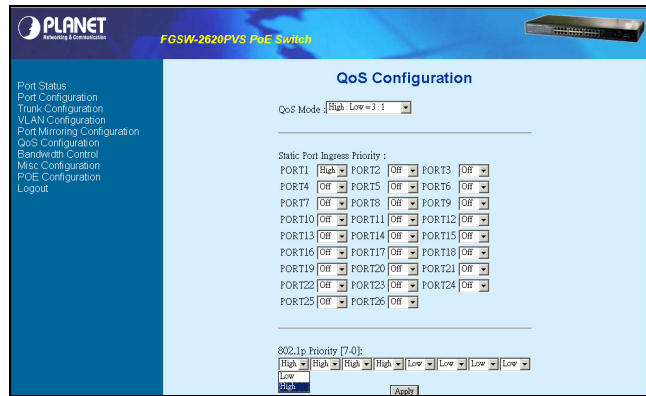 PLANET
Networking & Communication
FGSW-2620PVS PoE Switch
Port Status
Port Configuration
Trunk Configuration
VLAN Configuration
Port Mirroring Configuration
QoS Configuration
Bandwidth Control
Misc Configuration
POE Configuration
Logout
QoS Configuration
QoS Mode : High : Low = 3 : 1
Static Port Ingress Priority :
PORT1 High PORT2 Off PORT3 Off
PORT4 Off PORT5 Off PORT6 Off
PORT7 Off PORT8 Off PORT9 Off
PORT10 Off PORT11 Off PORT12 Off
PORT13 Off PORT14 Off PORT15 Off
PORT16 Off PORT17 Off PORT18 Off
PORT19 Off PORT20 Off PORT21 Off
PORT22 Off PORT23 Off PORT24 Off
PORT25 Off PORT26 Off
802.1p Priority [7-0]:
High High High High Low Low Low Low
Low
High
Apply